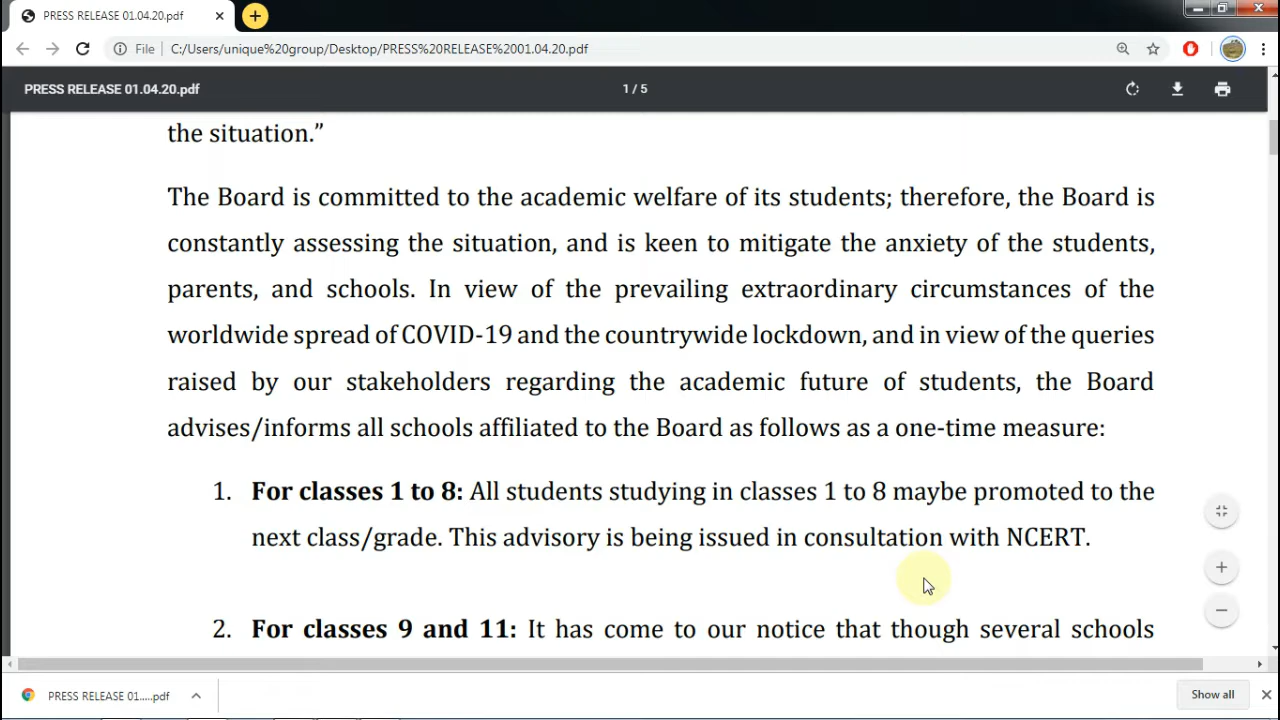 PRESS RELEASE 01.04.20.pdf
File C:/Users/unique%20group/Desktop/PRESS%20RELEASE%2001.04.20.pdf
PRESS RELEASE 01.04.20.pdf 1 / 5
the situation.”
The Board is committed to the academic welfare of its students; therefore, the Board is
constantly assessing the situation, and is keen to mitigate the anxiety of the students,
parents, and schools. In view of the prevailing extraordinary circumstances of the
worldwide spread of COVID-19 and the countrywide lockdown, and in view of the queries
raised by our stakeholders regarding the academic future of students, the Board
advises/informs all schools affiliated to the Board as follows as a one-time measure:
1. For classes 1 to 8: All students studying in classes 1 to 8 maybe promoted to the
next class/grade. This advisory is being issued in consultation with NCERT.
2. For classes 9 and 11: It has come to our notice that though several schools
PRESS RELEASE 01.....pdf Show all